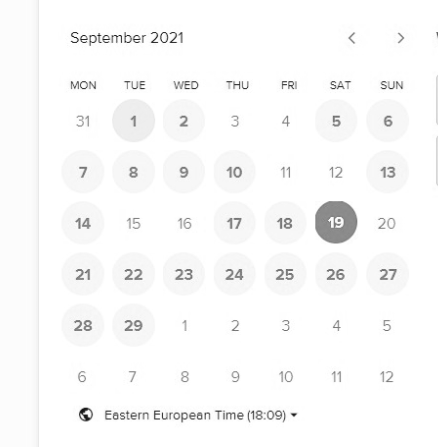 September 2021 < >
MON TUE WED THU FRI SAT SUN
31 1 2 3 4 5 6
7 8 9 10 11 12 13
14 15 16 17 18 19 20
21 22 23 24 25 26 27
28 29 1 2 3 4 5
6 7 8 9 10 11 12
Eastern European Time (18:09)